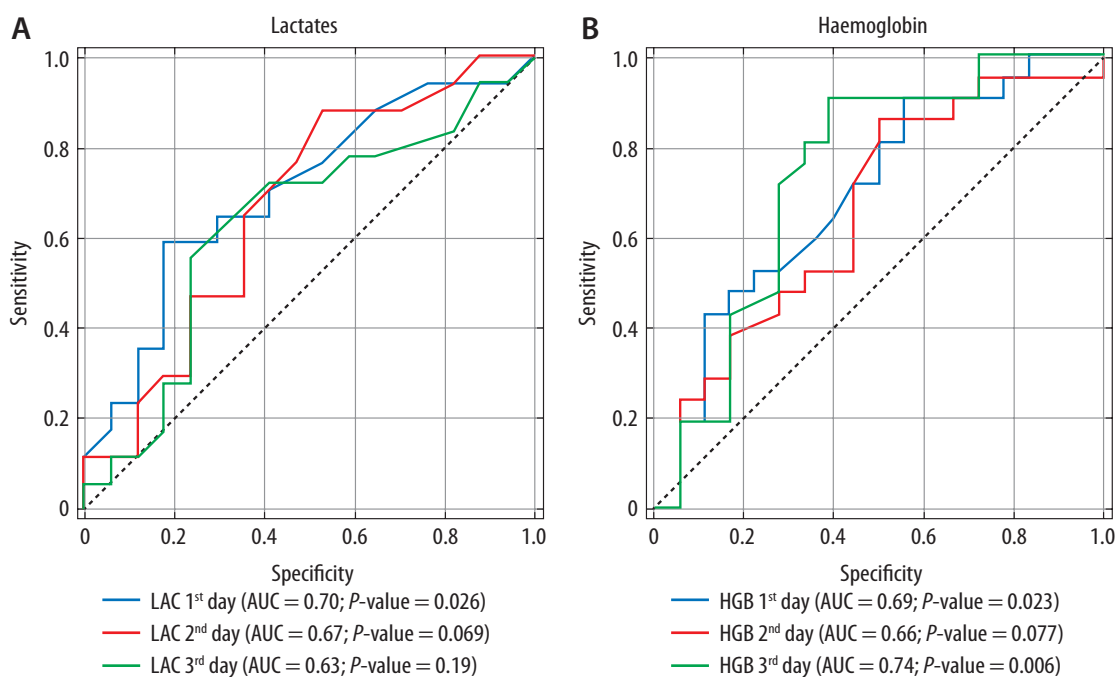 A
Lactates
1.0
0.8
0.6
0.4
0.2
0
Sensitivity
0 0.2 0.4 0.6 0.8 1.0
Specificity
LAC 1st day (AUC = 0.70; P-value = 0.026)
LAC 2nd day (AUC = 0.67; P-value = 0.069)
LAC 3rd day (AUC = 0.63; P-value = 0.19)
B
Haemoglobin
1.0
0.8
0.6
0.4
0.2
0
Sensitivity
0 0.2 0.4 0.6 0.8 1.0
Specificity
HGB 1st day (AUC = 0.69; P-value = 0.023)
HGB 2nd day (AUC = 0.66; P-value = 0.077)
HGB 3rd day (AUC = 0.74; P-value = 0.006)